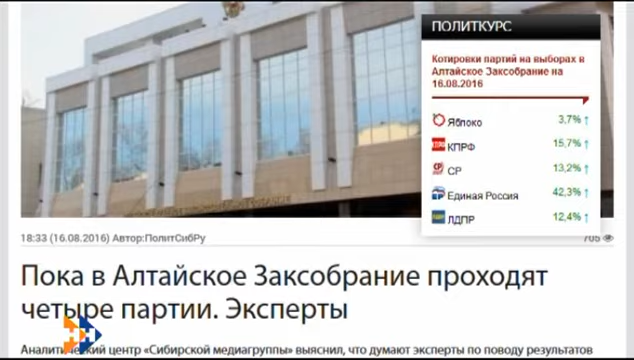 ПОЛИТКУРС
Котировки партий на выборах в
Алтайское Заксобрание на
16.08.2016
Яблоко 3,7% ↑
КПРФ 15,7% ↑
СР 13,2% ↑
Единая Россия 42,3% ↑
ЛДПР 12,4% ↑
18:33 (16.08.2016) Автор:ПолитСибРу 705
Пока в Алтайское Заксобрание проходят
четыре партии. Эксперты
Аналитический центр «Сибирской медиагруппы» выяснил, что думают эксперты по поводу результатов